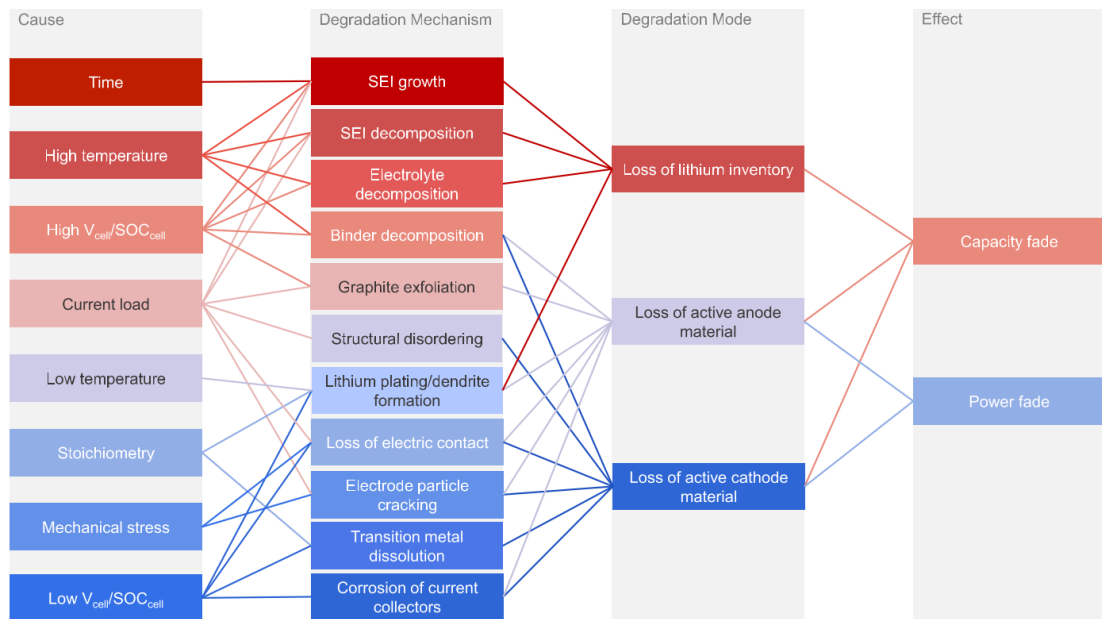 Cause
Degradation Mechanism
Degradation Mode
Effect
Time
High temperature
High Vcell/SOCcell
Current load
Low temperature
Stoichiometry
Mechanical stress
Low Vcell/SOCcell
SEI growth
SEI decomposition
Electrolyte
decomposition
Binder decomposition
Graphite exfoliation
Structural disordering
Lithium plating/dendrite
formation
Loss of electric contact
Electrode particle
cracking
Transition metal
dissolution
Corrosion of current
collectors
Loss of lithium inventory
Loss of active anode
material
Loss of active cathode
material
Capacity fade
Power fade